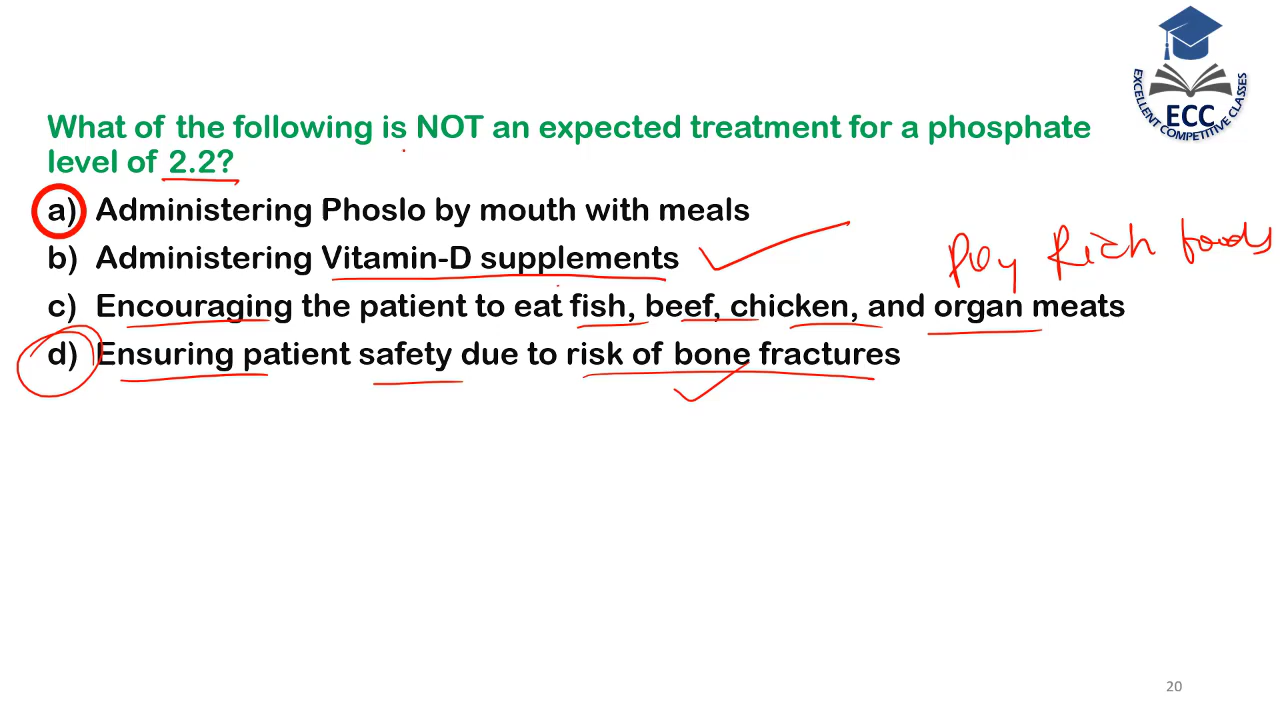 EXCELLENT COMPETITIVE CLASSES
ECC
What of the following is NOT an expected treatment for a phosphate
level of 2.2?
a) Administering Phoslo by mouth with meals
b) Administering Vitamin-D supplements
Rich foods
c) Encouraging the patient to eat fish, beef, chicken, and organ meats
d) Ensuring patient safety due to risk of bone fractures
20